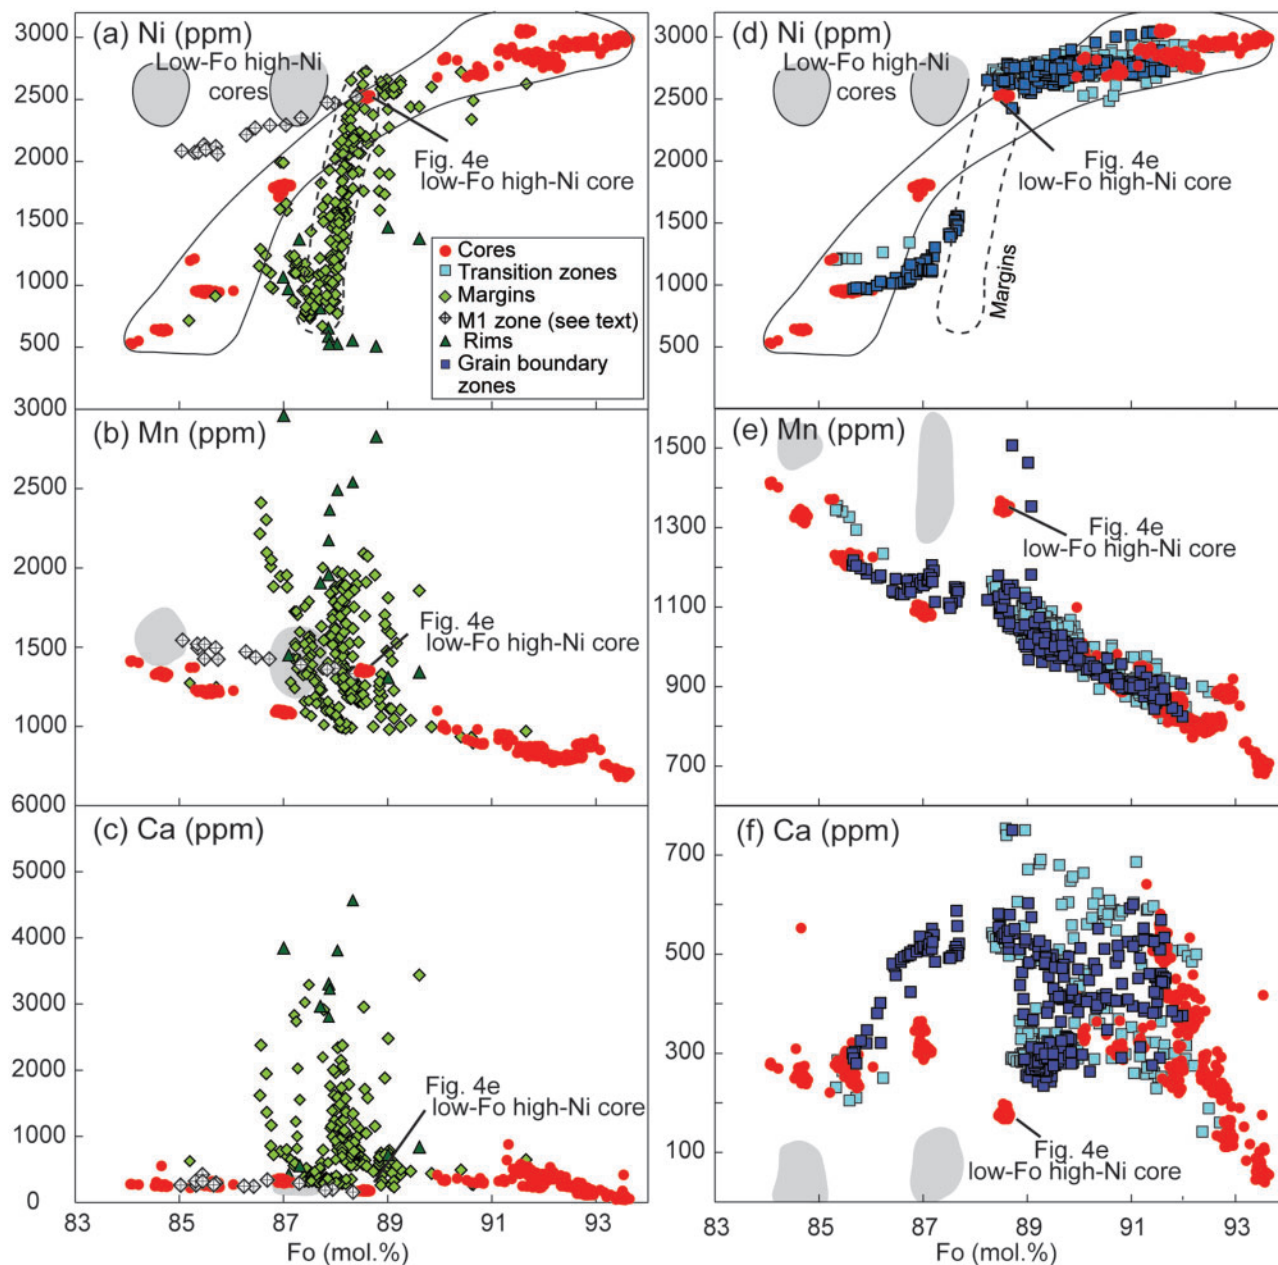 (a) Ni (ppm)
Low-Fo high-Ni
cores
Fig. 4e
low-Fo high-Ni core
Cores
Transition zones
Margins
M1 zone (see text)
Rims
Grain boundary
zones
3000
2500
2000
1500
1000
500
(d) Ni (ppm)
Low-Fo high-Ni
cores
Fig. 4e
low-Fo high-Ni core
Margins
3000
2500
2000
1500
1000
500
(b) Mn (ppm)
Fig. 4e
low-Fo high-Ni core
3000
2500
2000
1500
1000
6000
(e) Mn (ppm)
Fig. 4e
low-Fo high-Ni core
1500
1300
1100
900
700
(c) Ca (ppm)
Fig. 4e
low-Fo high-Ni core
5000
4000
3000
2000
1000
0
83 85 87 89 91 93
Fo (mol.%)
(f) Ca (ppm)
Fig. 4e
low-Fo high-Ni core
700
500
300
100
83 85 87 89 91 93
Fo (mol.%)